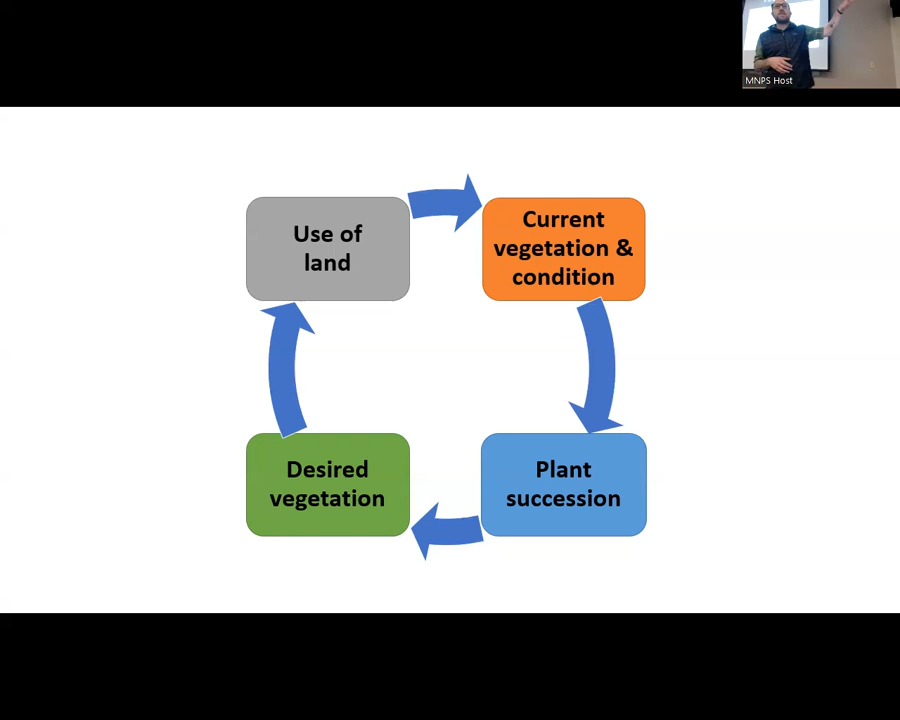 MNPS Host
Use of
land
Current
vegetation &
condition
Desired
vegetation
Plant
succession